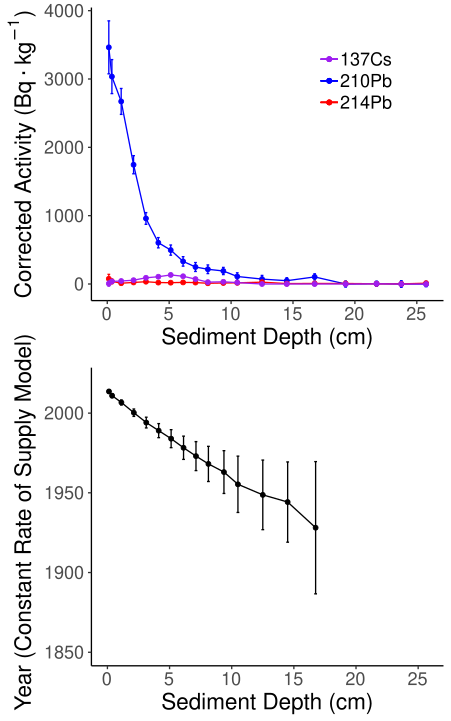 4000
3000
2000
1000
0
Corrected Activity (Bq · kg⁻¹)
137Cs
210Pb
214Pb
0 5 10 15 20 25
Sediment Depth (cm)
2000
1950
1900
1850
Year (Constant Rate of Supply Model)
0 5 10 15 20 25
Sediment Depth (cm)